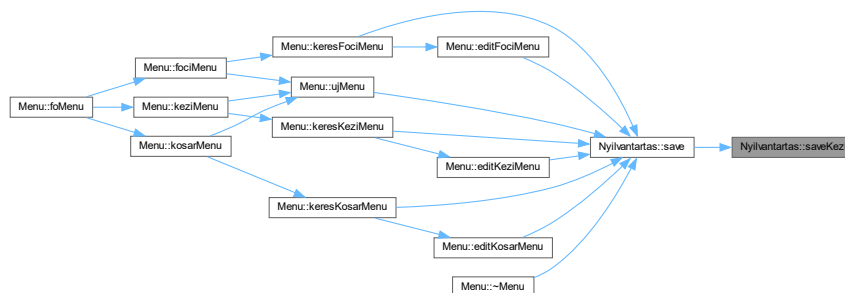 Menu::keresFociMenu
Menu::editFociMenu
Menu::fociMenu
Menu::ujMenu
Menu::foMenu
Menu::keziMenu
Menu::keresKeziMenu
Menu::kosarMenu
Nyilvantartas::save
Nyilvantartas::saveKezi
Menu::editKeziMenu
Menu::keresKosarMenu
Menu::editKosarMenu
Menu::~Menu